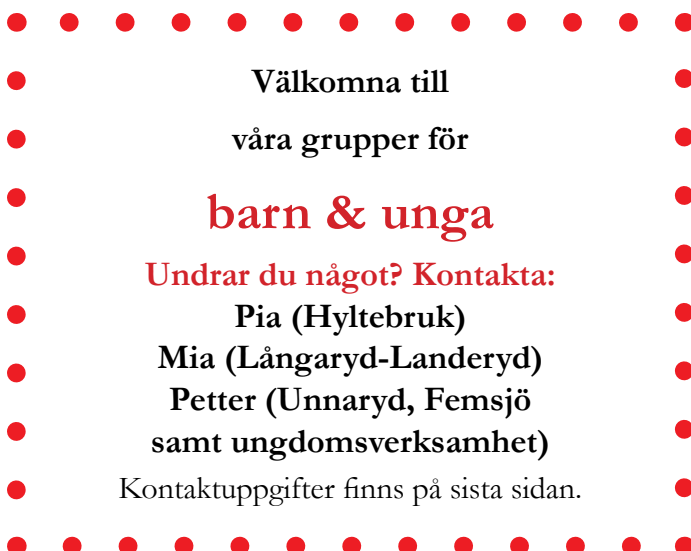 Välkomna till
våra grupper för
barn & unga
Undrar du något? Kontakta:
Pia (Hyltebruk)
Mia (Långaryd-Landeryd)
Petter (Unnaryd, Femsjö
samt ungdomsverksamhet)
Kontaktuppgifter finns på sista sidan.